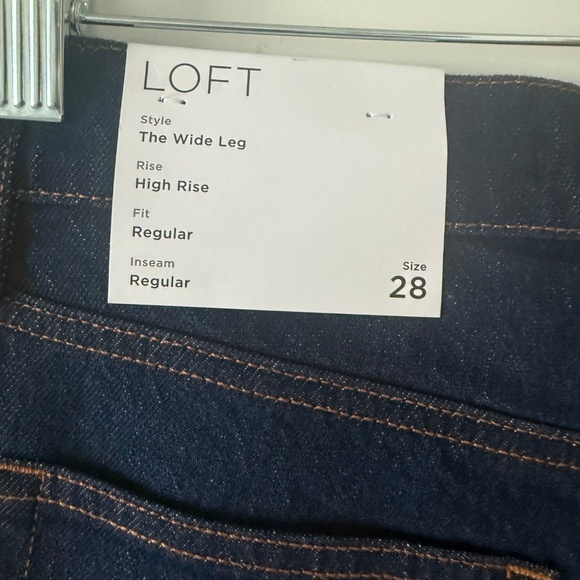 LOFT
Style
The Wide Leg
Rise
High Rise
Fit
Regular
Inseam
Regular
Size
28